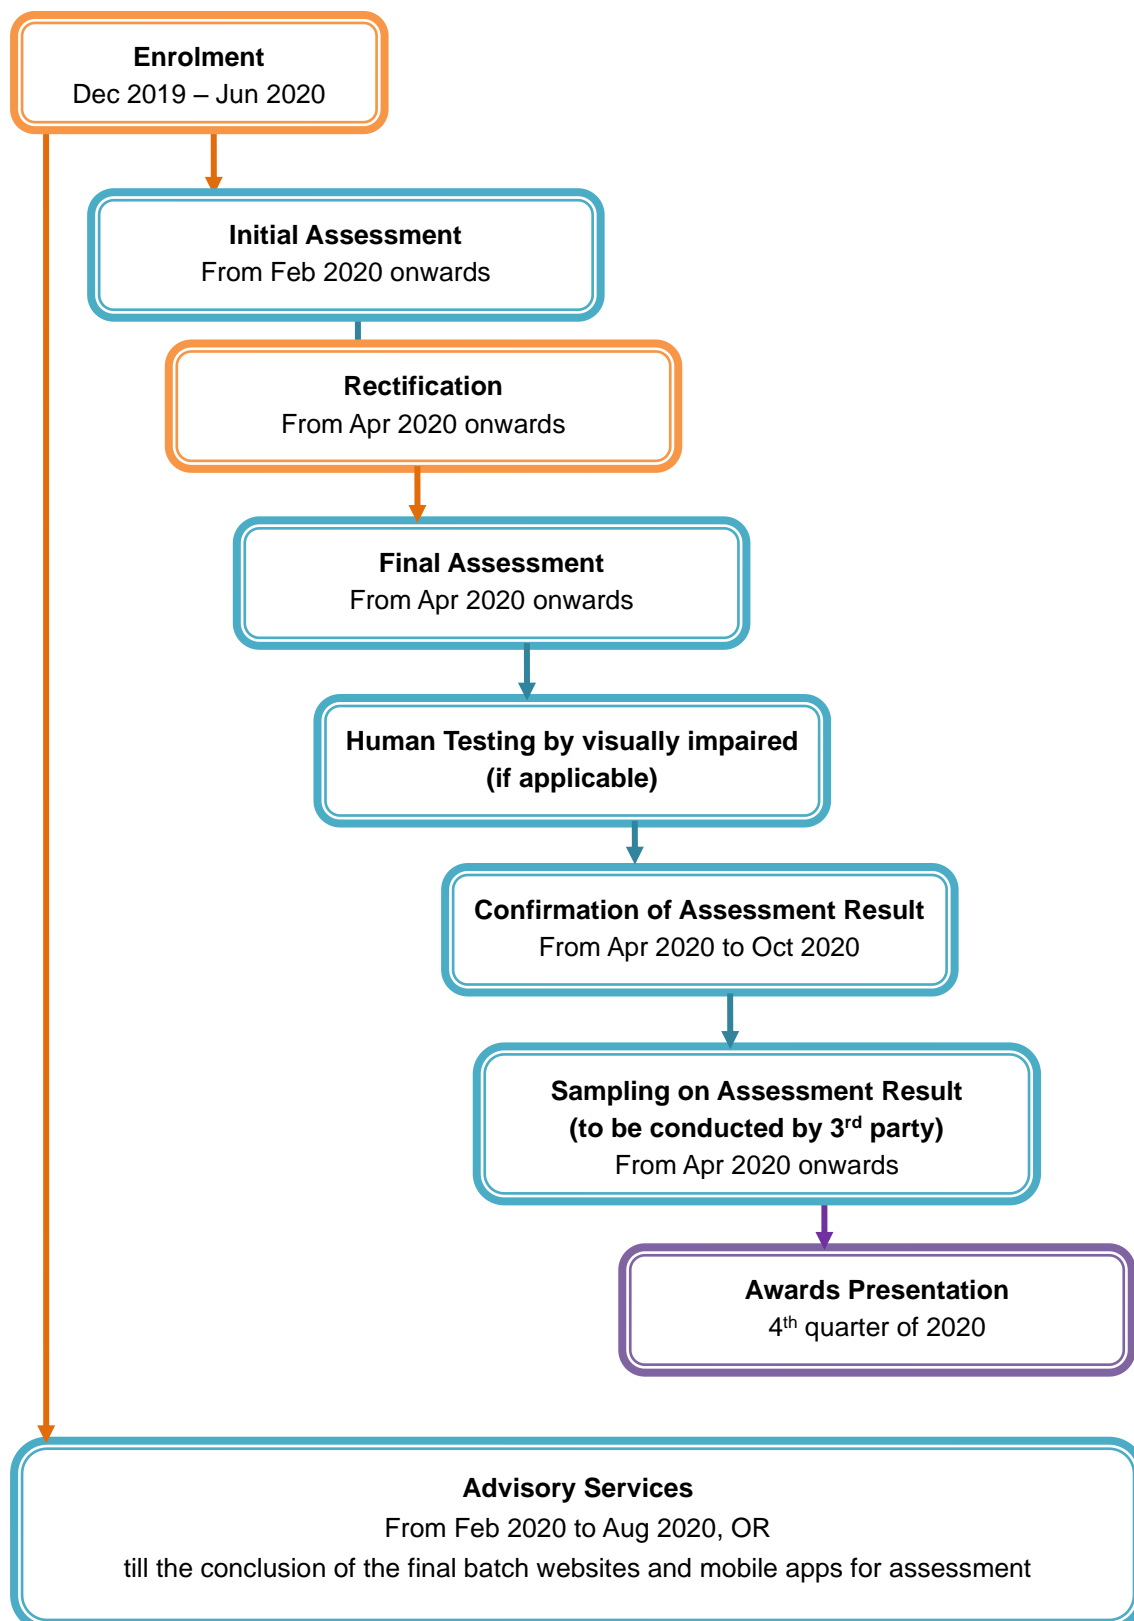 Enrolment
Dec 2019 – Jun 2020
Initial Assessment
From Feb 2020 onwards
Rectification
From Apr 2020 onwards
Final Assessment
From Apr 2020 onwards
Human Testing by visually impaired
(if applicable)
Confirmation of Assessment Result
From Apr 2020 to Oct 2020
Sampling on Assessment Result
(to be conducted by 3rd party)
From Apr 2020 onwards
Awards Presentation
4th quarter of 2020
Advisory Services
From Feb 2020 to Aug 2020, OR
till the conclusion of the final batch websites and mobile apps for assessment